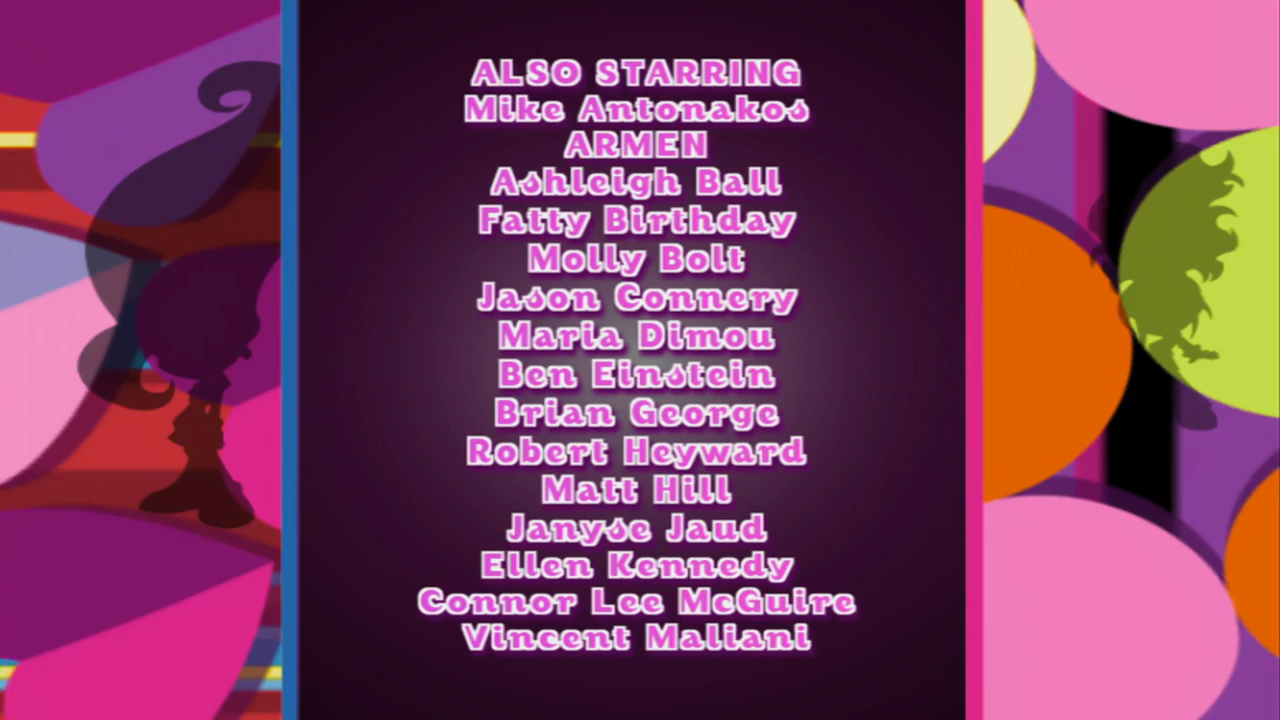 ALSO STARRING
Mike Antonakos
ARMEN
Ashleigh Ball
Fatty Birthday
Molly Bolt
Jason Connery
Maria Dimou
Ben Einstein
Brian George
Robert Heyward
Matt Hill
Janyse Jaud
Ellen Kennedy
Connor Lee McGuire
Vincent Maliani